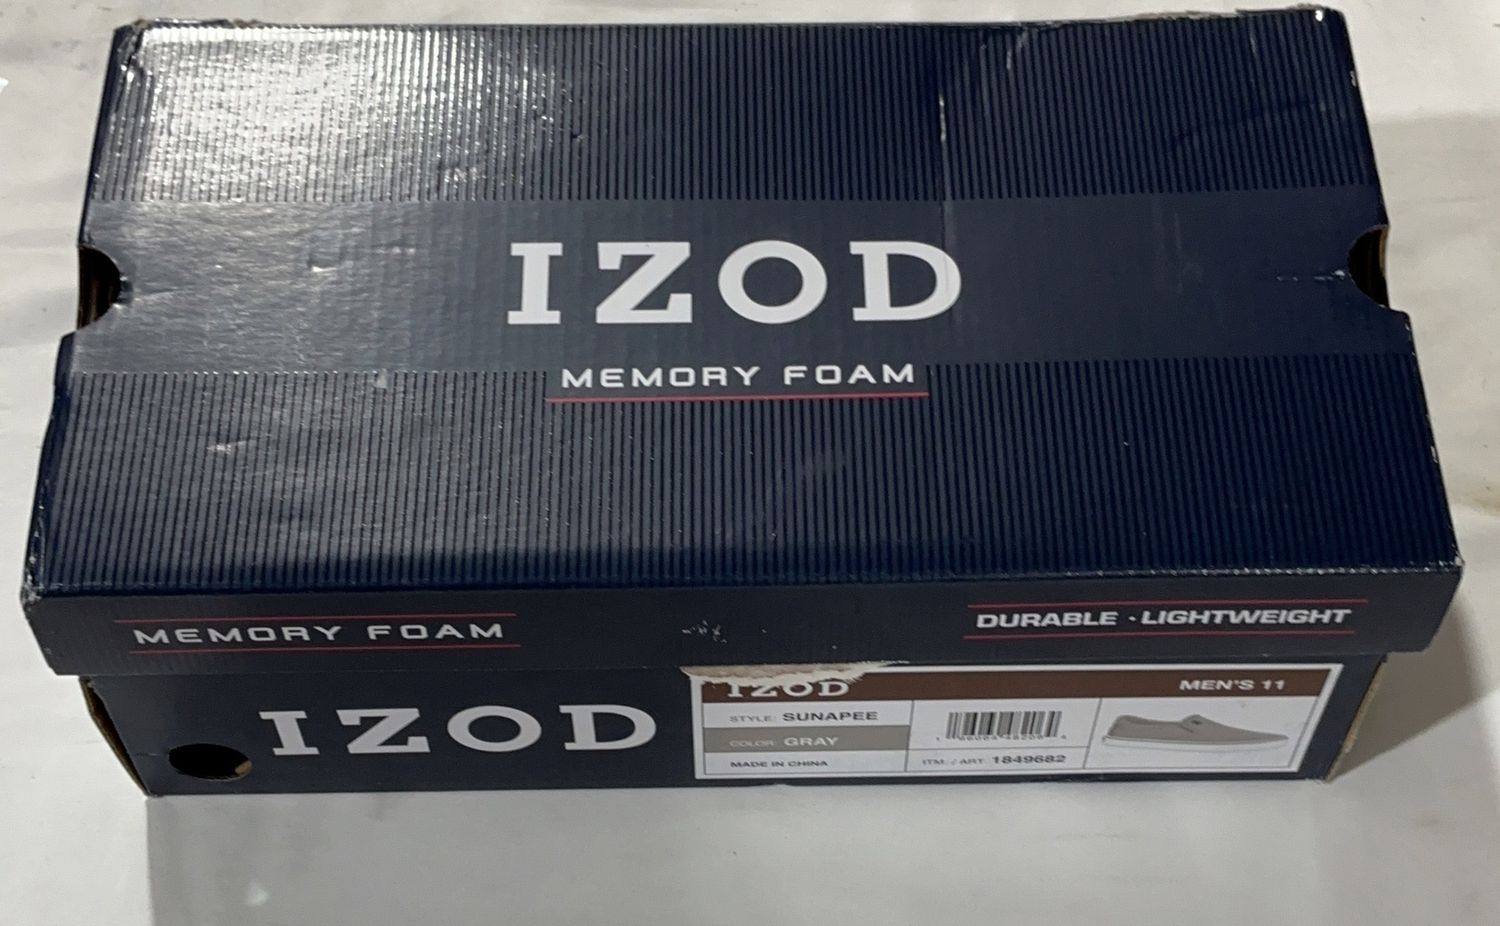 IZOD
MEMORY FOAM
MEMORY FOAM
DURABLE · LIGHTWEIGHT
IZOD
IZOD
MEN'S 11
STYLE: SUNAPEE
COLOR: GRAY
MADE IN CHINA
ITM. / ART. 1849682